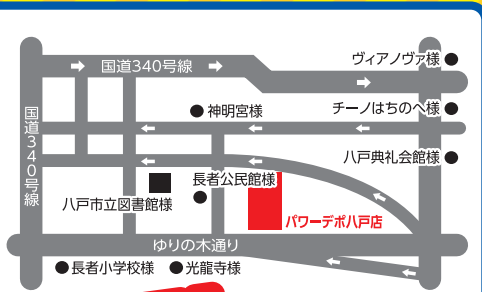 ヴィアノヴァ様
国道340号線
神明宮様
チーノはちのへ様
国道340号線
八戸典礼会館様
長者公民館様
八戸市立図書館様
パワーデポ八戸店
ゆりの木通り
長者小学校様
光龍寺様